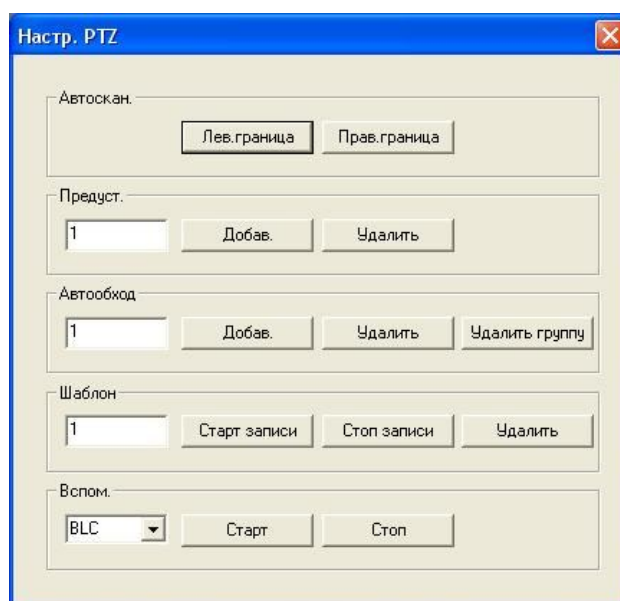 Настр. PTZ
Автоскан.
Лев.граница Прав.граница
Предуст.
1 Добав. Удалить
Автообход
1 Добав. Удалить Удалить группу
Шаблон
1 Старт записи Стоп записи Удалить
Вспом.
BLC Старт Стоп